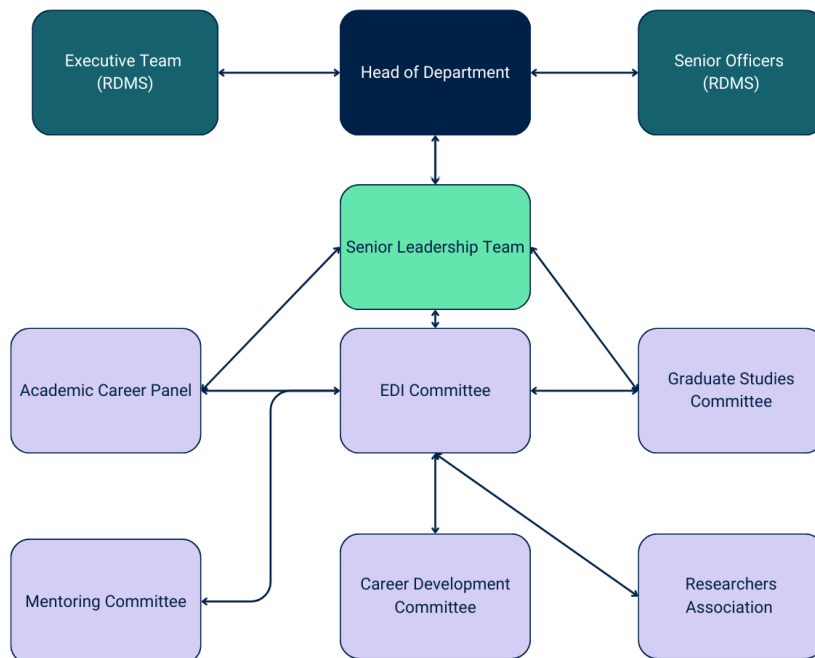 Executive Team
(RDMS)
Head of Department
Senior Officers
(RDMS)
Senior Leadership Team
Academic Career Panel
EDI Committee
Graduate Studies
Committee
Mentoring Committee
Career Development
Committee
Researchers
Association